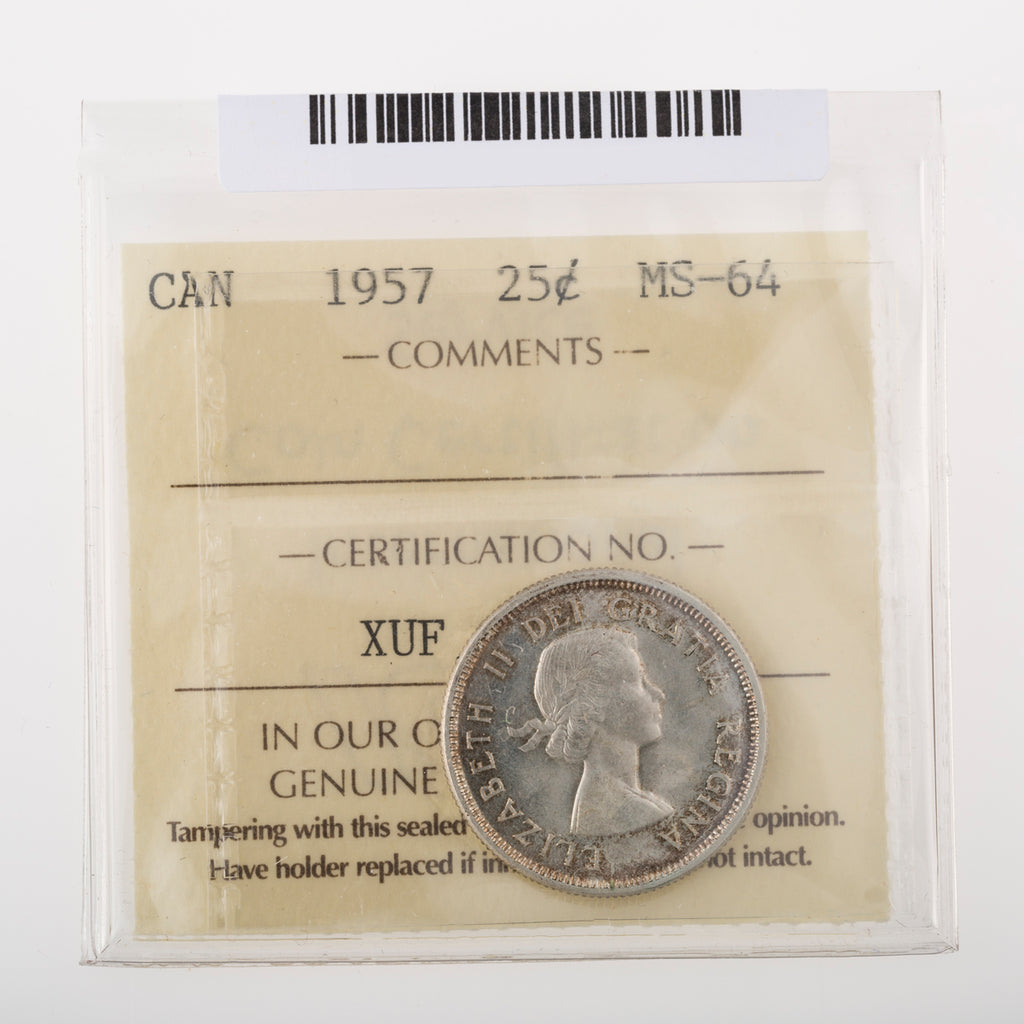 CAN 1957 25¢ MS-64
— COMMENTS —
— CERTIFICATION NO. —
XUF
IN OUR O
GENUINE
Tampering with this sealed opinion.
Have holder replaced if inn ot intact.
ELIZABETH II DEI GRATIA REGINA